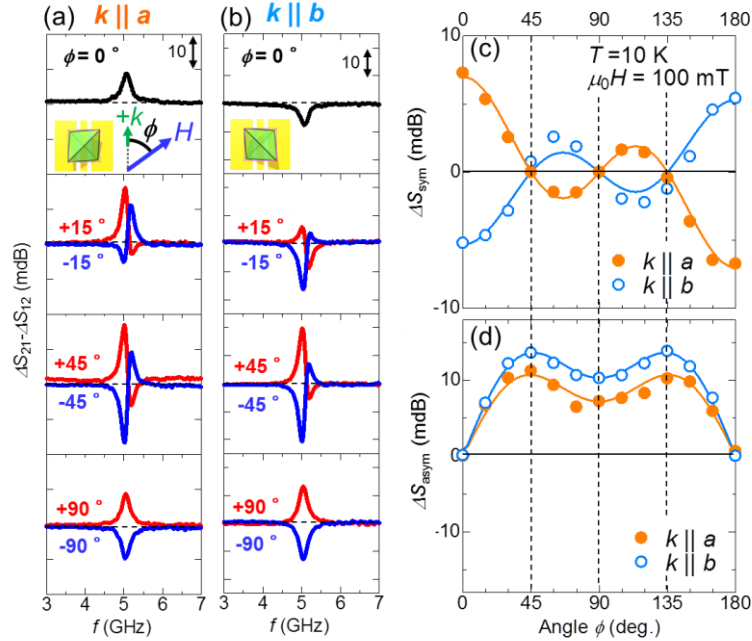 (a) k || a
(b) k || b
ϕ = 0 °
10
+k
ϕ
H
ϕ = 0 °
10
+15 °
-15 °
+15 °
-15 °
+45 °
-45 °
+45 °
-45 °
+90 °
-90 °
+90 °
-90 °
ΔS21-ΔS12 (mdB)
3 4 5 6 7
3 4 5 6 7
f (GHz)
f (GHz)
0 45 90 135 180
(c)
T = 10 K
μ0H = 100 mT
10
0
-10
ΔSsym (mdB)
k || a
k || b
(d)
10
0
-10
ΔSasym (mdB)
k || a
k || b
0 45 90 135 180
Angle ϕ (deg.)